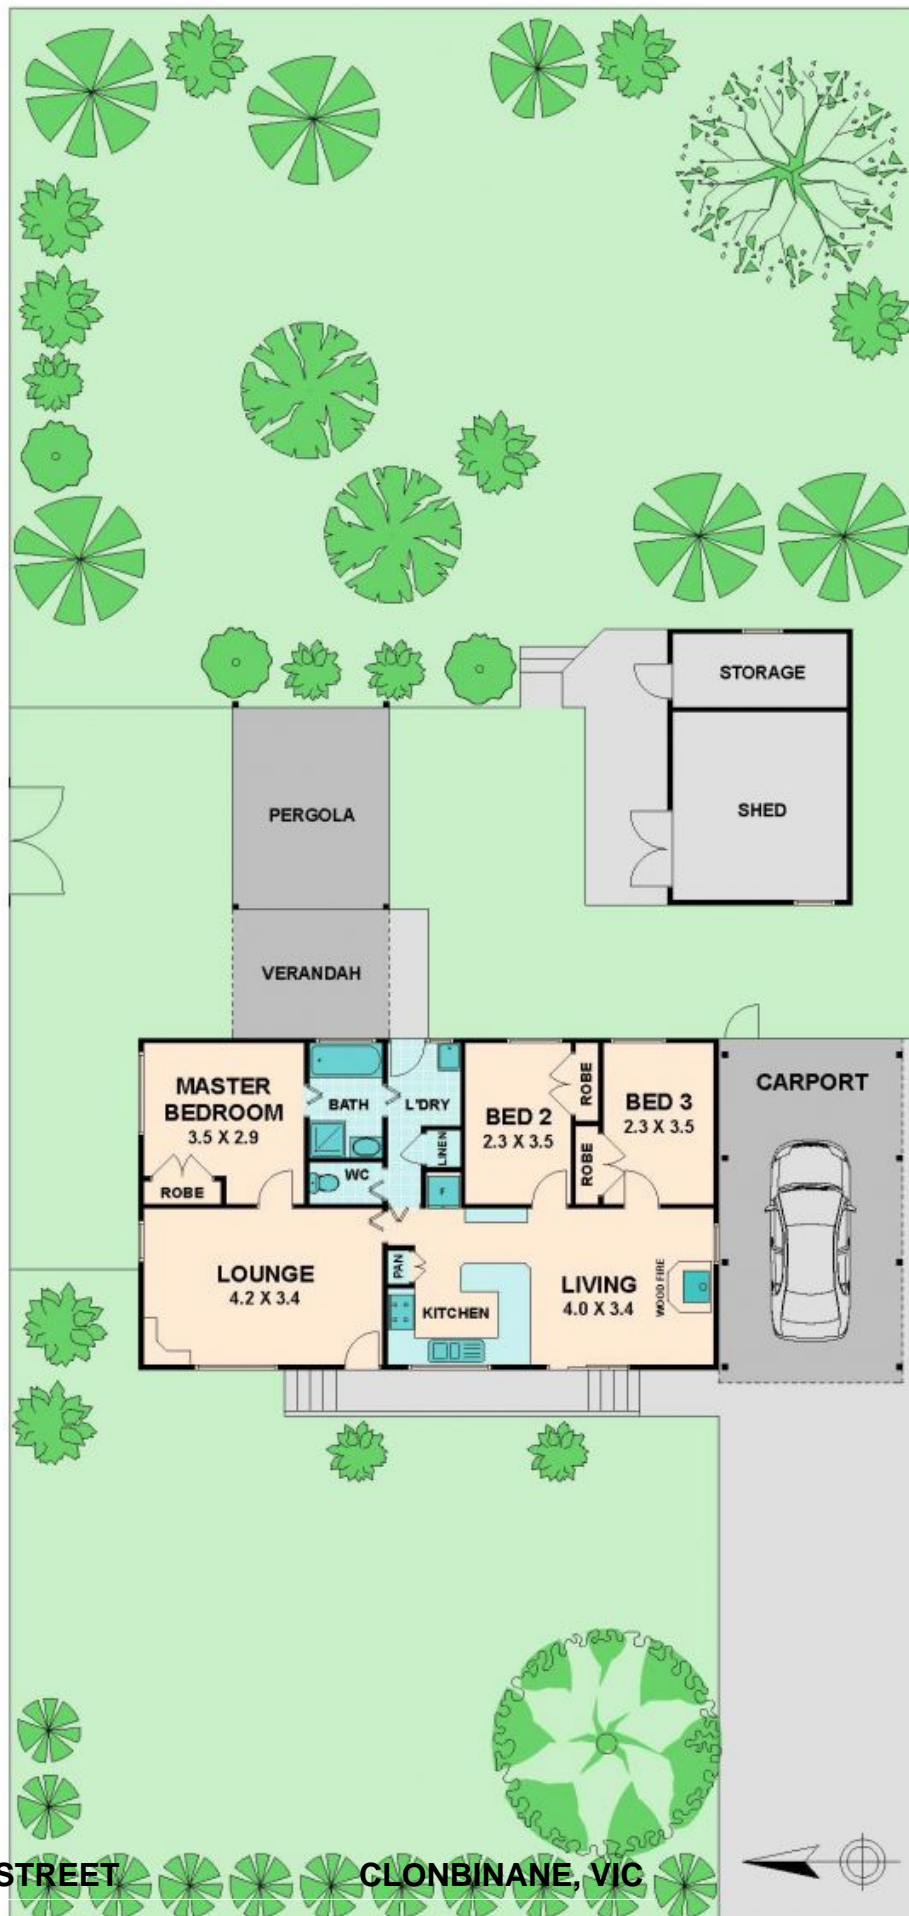 STORAGE
SHED
PERGOLA
VERANDAH
MASTER
BEDROOM
3.5 X 2.9
ROBE
BATH
L'DRY
LINEN
WC
F
BED 2
2.3 X 3.5
ROBE
ROBE
BED 3
2.3 X 3.5
CARPORT
LOUNGE
4.2 X 3.4
PAN
KITCHEN
LIVING
4.0 X 3.4
WOOD FIRE
STREET CLONBINANE, VIC